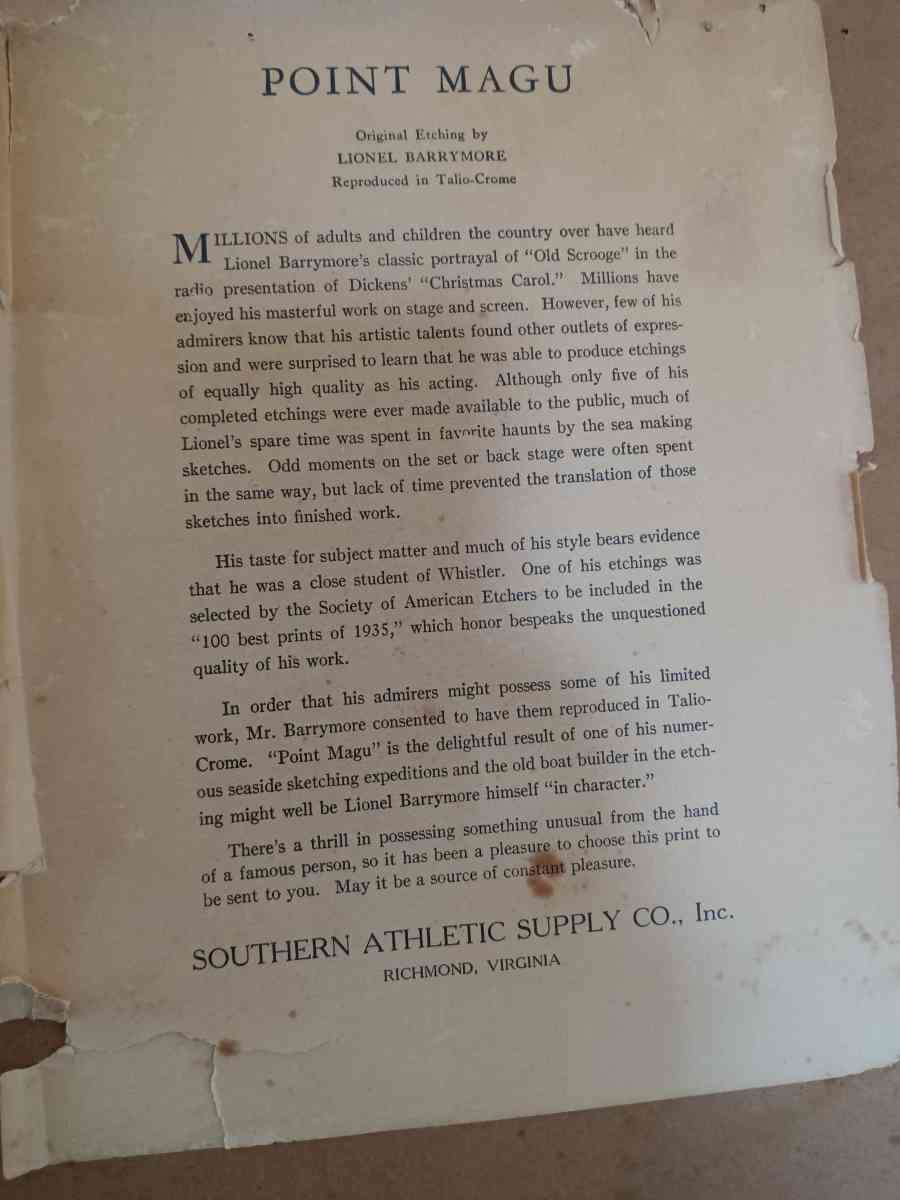 POINT MAGU
Original Etching by
LIONEL BARRYMORE
Reproduced in Talio-Crome
MILLIONS of adults and children the country over have heard
Lionel Barrymore's classic portrayal of "Old Scrooge" in the
radio presentation of Dickens' "Christmas Carol." Millions have
enjoyed his masterful work on stage and screen. However, few of his
admirers know that his artistic talents found other outlets of expres-
sion and were surprised to learn that he was able to produce etchings
of equally high quality as his acting. Although only five of his
completed etchings were ever made available to the public, much of
Lionel's spare time was spent in favorite haunts by the sea making
sketches. Odd moments on the set or back stage were often spent
in the same way, but lack of time prevented the translation of those
sketches into finished work.
His taste for subject matter and much of his style bears evidence
that he was a close student of Whistler. One of his etchings was
selected by the Society of American Etchers to be included in the
"100 best prints of 1935," which honor bespeaks the unquestioned
quality of his work.
In order that his admirers might possess some of his limited
work, Mr. Barrymore consented to have them reproduced in Talio-
Crome. "Point Magu" is the delightful result of one of his numer-
ous seaside sketching expeditions and the old boat builder in the etch-
ing might well be Lionel Barrymore himself "in character."
There's a thrill in possessing something unusual from the hand
of a famous person, so it has been a pleasure to choose this print to
be sent to you. May it be a source of constant pleasure.
SOUTHERN ATHLETIC SUPPLY CO., Inc.
RICHMOND, VIRGINIA